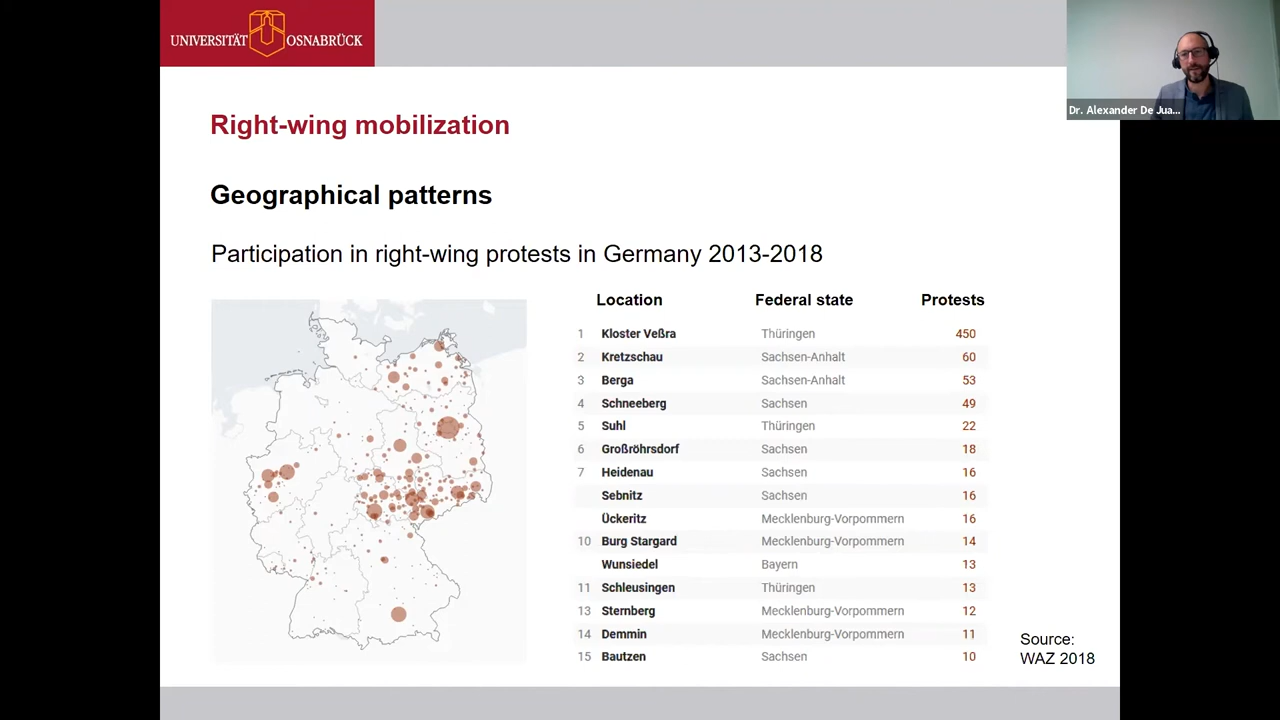 UNIVERSITÄT OSNABRÜCK
Dr. Alexander De Jua...
Right-wing mobilization
Geographical patterns
Participation in right-wing protests in Germany 2013-2018
Location Federal state Protests
1 Kloster Veßra Thüringen 450
2 Kretzschau Sachsen-Anhalt 60
3 Berga Sachsen-Anhalt 53
4 Schneeberg Sachsen 49
5 Suhl Thüringen 22
6 Großröhrsdorf Sachsen 18
7 Heidenau Sachsen 16
Sebnitz Sachsen 16
Ückeritz Mecklenburg-Vorpommern 16
10 Burg Stargard Mecklenburg-Vorpommern 14
Wunsiedel Bayern 13
11 Schleusingen Thüringen 13
13 Sternberg Mecklenburg-Vorpommern 12
14 Demmin Mecklenburg-Vorpommern 11
15 Bautzen Sachsen 10
Source:
WAZ 2018